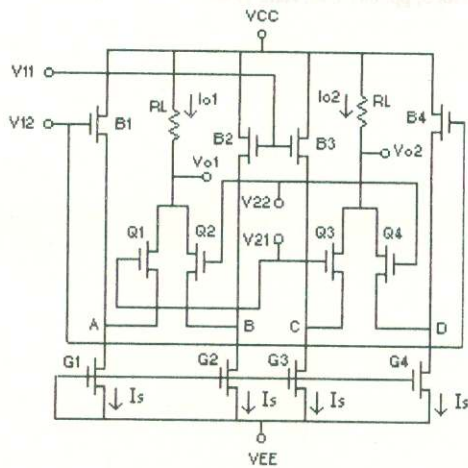 VCC
V11
V12
B1
RL
Io1
B2
B3
Io2
RL
B4
Vo1
Vo2
V22
V21
Q1
Q2
Q3
Q4
A
B
C
D
G1
G2
G3
G4
Is
Is
Is
Is
VEE